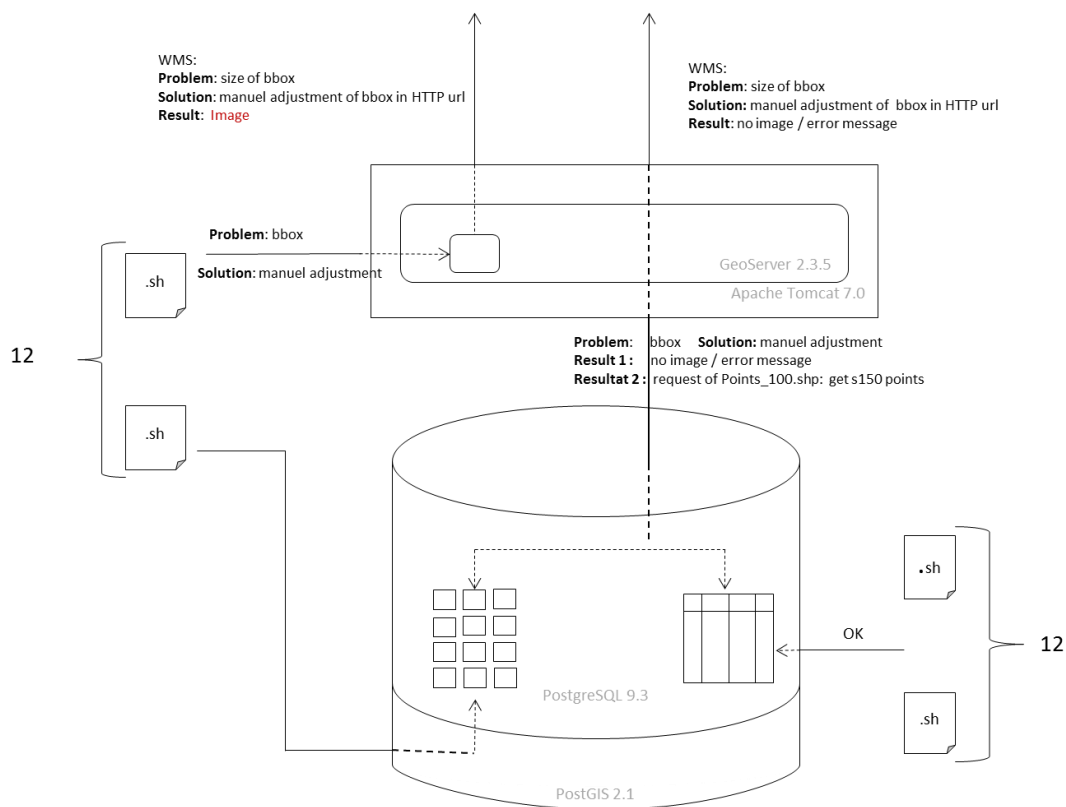 WMS:
Problem: size of bbox
Solution: manuel adjustment of bbox in HTTP url
Result: Image
WMS:
Problem: size of bbox
Solution: manuel adjustment of bbox in HTTP url
Result: no image / error message
Problem: bbox
Solution: manuel adjustment
GeoServer 2.3.5
Apache Tomcat 7.0
.sh
12
.sh
Problem: bbox Solution: manuel adjustment
Result 1 : no image / error message
Resultat 2 : request of Points_100.shp: get s150 points
.sh
OK
12
.sh
PostgreSQL 9.3
PostGIS 2.1